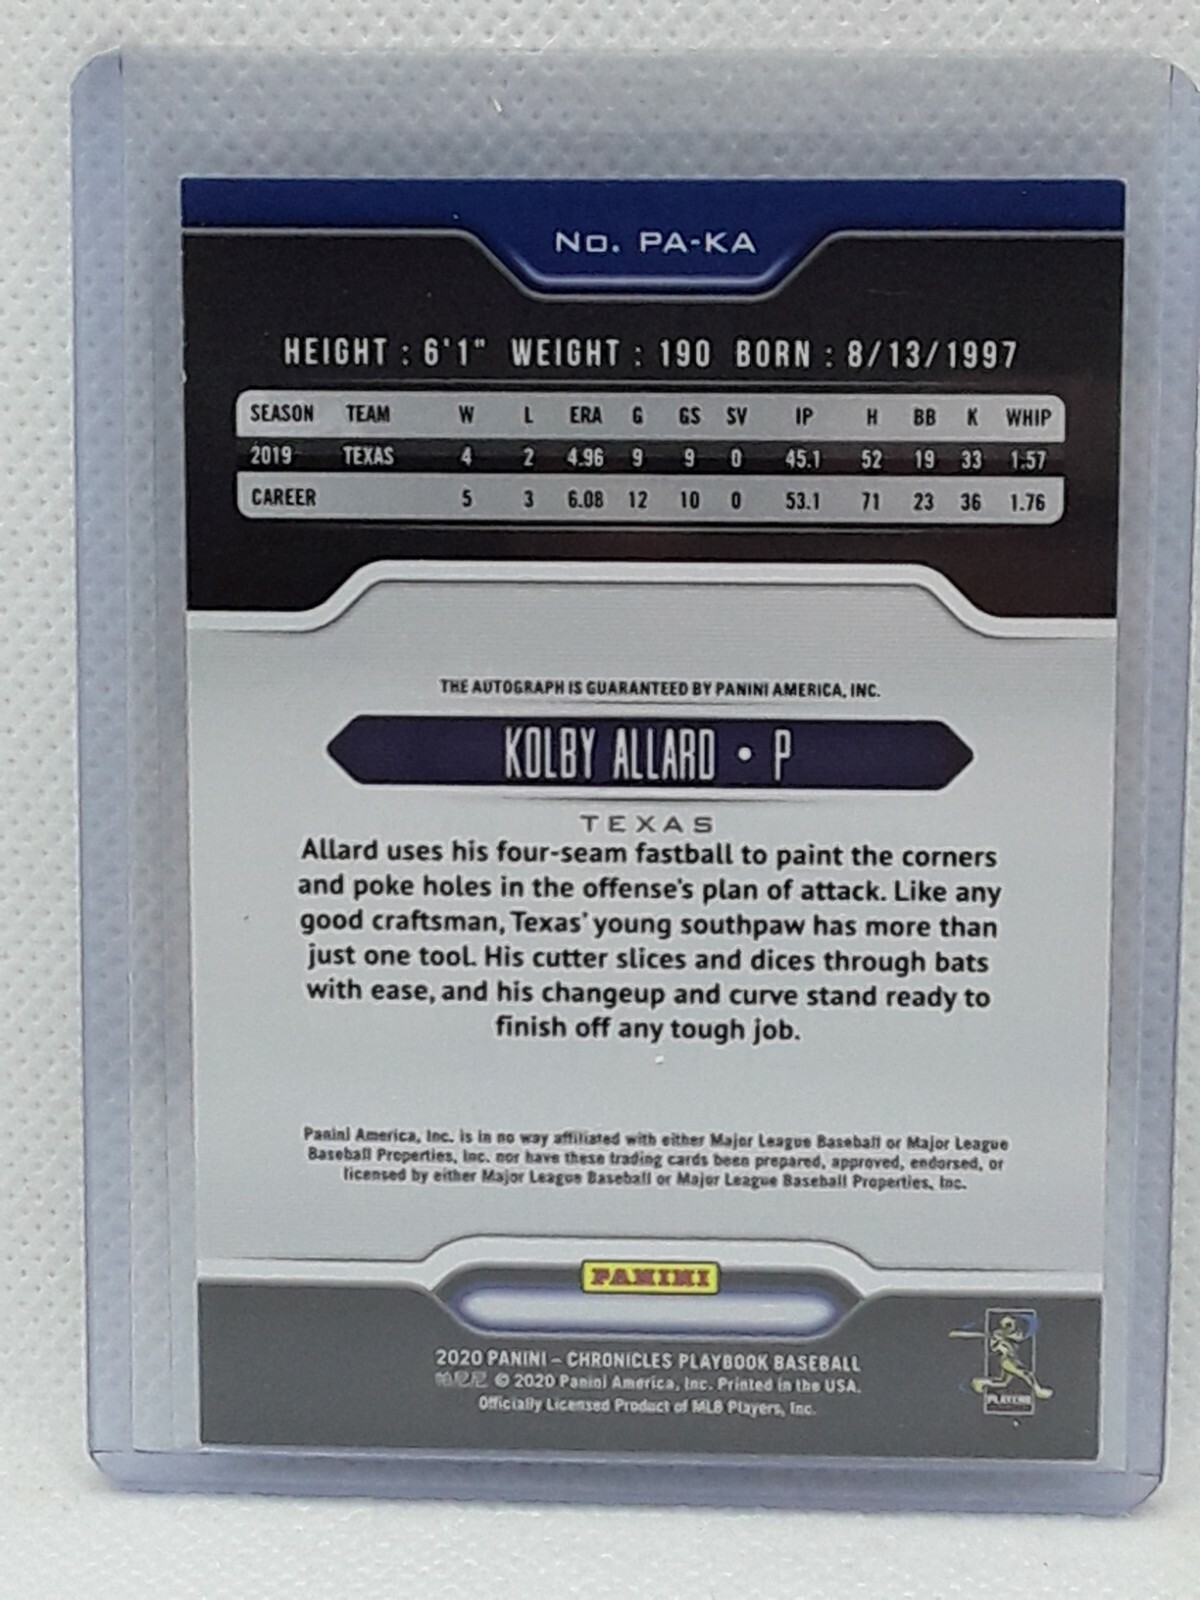 No. PA-KA
HEIGHT : 6'1" WEIGHT : 190 BORN : 8/13/1997
SEASON TEAM W L ERA G GS SV IP H BB K WHIP
2019 TEXAS 4 2 4.96 9 9 0 45.1 52 19 33 1.57
CAREER 5 3 6.08 12 10 0 53.1 71 23 36 1.76
THE AUTOGRAPH IS GUARANTEED BY PANINI AMERICA, INC.
KOLBY ALLARD • P
TEXAS
Allard uses his four-seam fastball to paint the corners
and poke holes in the offense's plan of attack. Like any
good craftsman, Texas' young southpaw has more than
just one tool. His cutter slices and dices through bats
with ease, and his changeup and curve stand ready to
finish off any tough job.
Panini America, Inc. is in no way affiliated with either Major League Baseball or Major League
Baseball Properties, Inc. nor have these trading cards been prepared, approved, endorsed, or
licensed by either Major League Baseball or Major League Baseball Properties, Inc.
PANINI
2020 PANINI – CHRONICLES PLAYBOOK BASEBALL
帕尼尼 © 2020 Panini America, Inc. Printed in the USA.
Officially Licensed Product of MLB Players, Inc.
PLAYERS